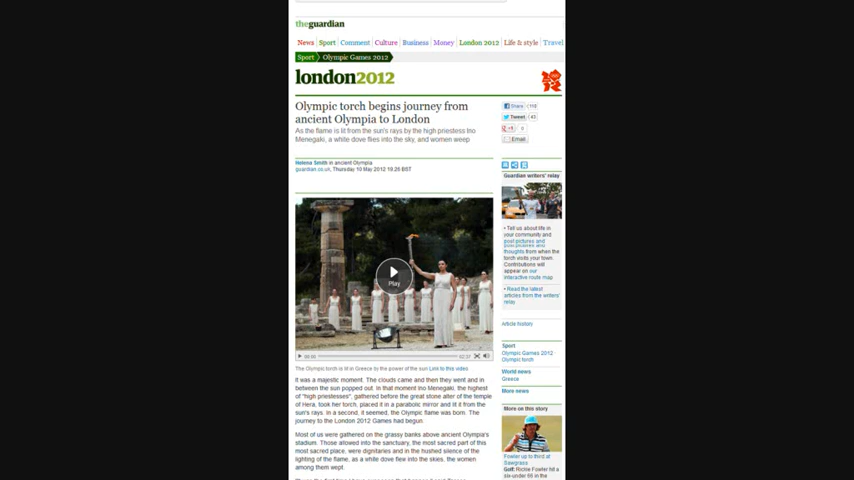 theguardian
News Sport Comment Culture Business Money London 2012 Life & style Travel
Sport Olympic Games 2012
london2012
Olympic torch begins journey from
ancient Olympia to London
As the flame is lit from the sun's rays by the high priestess Ino
Menegaki, a white dove flies into the sky, and women weep
Helena Smith in ancient Olympia
guardian.co.uk, Thursday 10 May 2012 19.26 BST
Play
The Olympic torch is lit in Greece by the power of the sun Link to this video
It was a majestic moment. The clouds came and then they went and in
between the sun popped out. In that moment Ino Menegaki, the highest
of "high priestesses", gathered before the great stone alter of the temple
of Hera, took her torch, placed it in a parabolic mirror and lit it from the
sun's rays. In a second, it seemed, the Olympic flame was born. The
journey to the London 2012 Games had begun.
Most of us were gathered on the grassy banks above ancient Olympia's
stadium. Those allowed into the sanctuary, the most sacred part of this
most sacred place, were dignitaries and in the hushed silence of the
lighting of the flame, as a white dove flew into the skies, the women
among them wept.
Share
Tweet
+1 0
Email
Guardian writers' relay
• Tell us about life in
your community and
post pictures and
thoughts from when the
torch visits your town.
Contributions will
appear on our
interactive route map
• Read the latest
articles from the writers'
relay
Article history
Sport
Olympic Games 2012 ·
Olympic torch
World news
Greece
More news
More on this story
Fowler up to third at
Sawgrass
Golf: Rickie Fowler hit a
six-under 66 in the